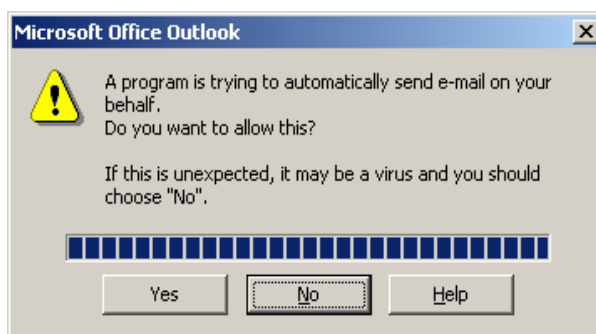 Microsoft Office Outlook
A program is trying to automatically send e-mail on your
behalf.
Do you want to allow this?
If this is unexpected, it may be a virus and you should
choose "No".
Yes
No
Help